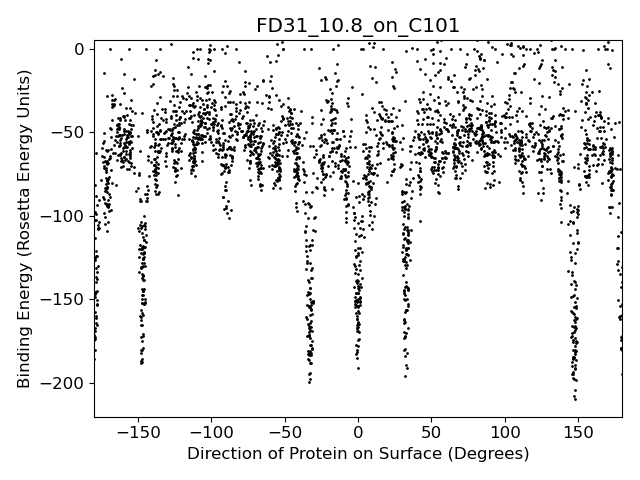 FD31_10.8_on_C101
Binding Energy (Rosetta Energy Units)
0
−50
−100
−150
−200
−150 −100 −50 0 50 100 150
Direction of Protein on Surface (Degrees)